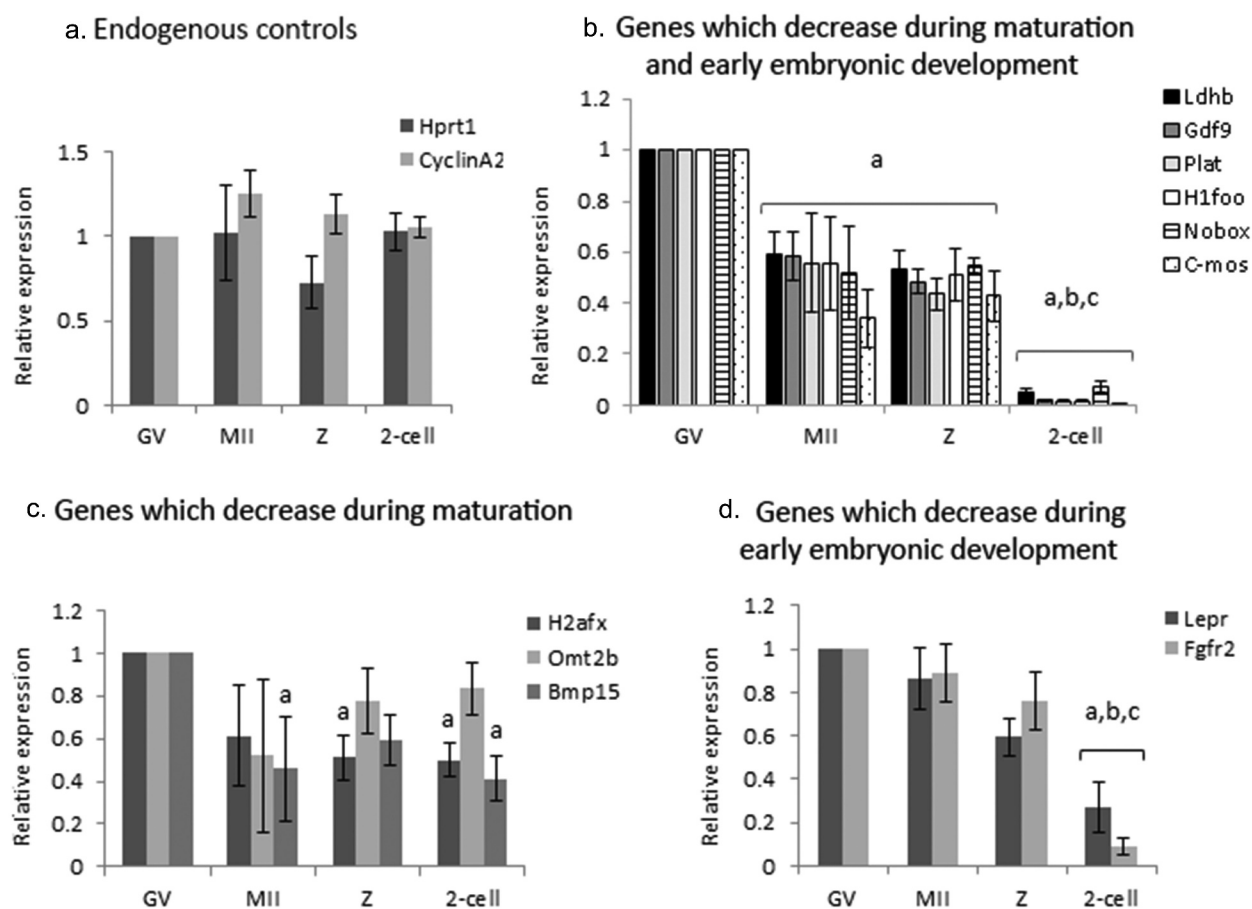 a. Endogenous controls
Hprt1
CyclinA2
Relative expression
1.5
1
0.5
0
GV MII Z 2-cell
b. Genes which decrease during maturation
and early embryonic development
Ldhb
Gdf9
Plat
H1foo
Nobox
C-mos
Relative expression
1.2
1
0.8
0.6
0.4
0.2
0
a
a,b,c
GV MII Z 2-cell
c. Genes which decrease during maturation
H2afx
Omt2b
Bmp15
Relative expression
1.2
1
0.8
0.6
0.4
0.2
0
a
a
a
a
GV MII Z 2-cell
d. Genes which decrease during
early embryonic development
Lepr
Fgfr2
Relative expression
1.2
1
0.8
0.6
0.4
0.2
0
a,b,c
GV MII Z 2-cell